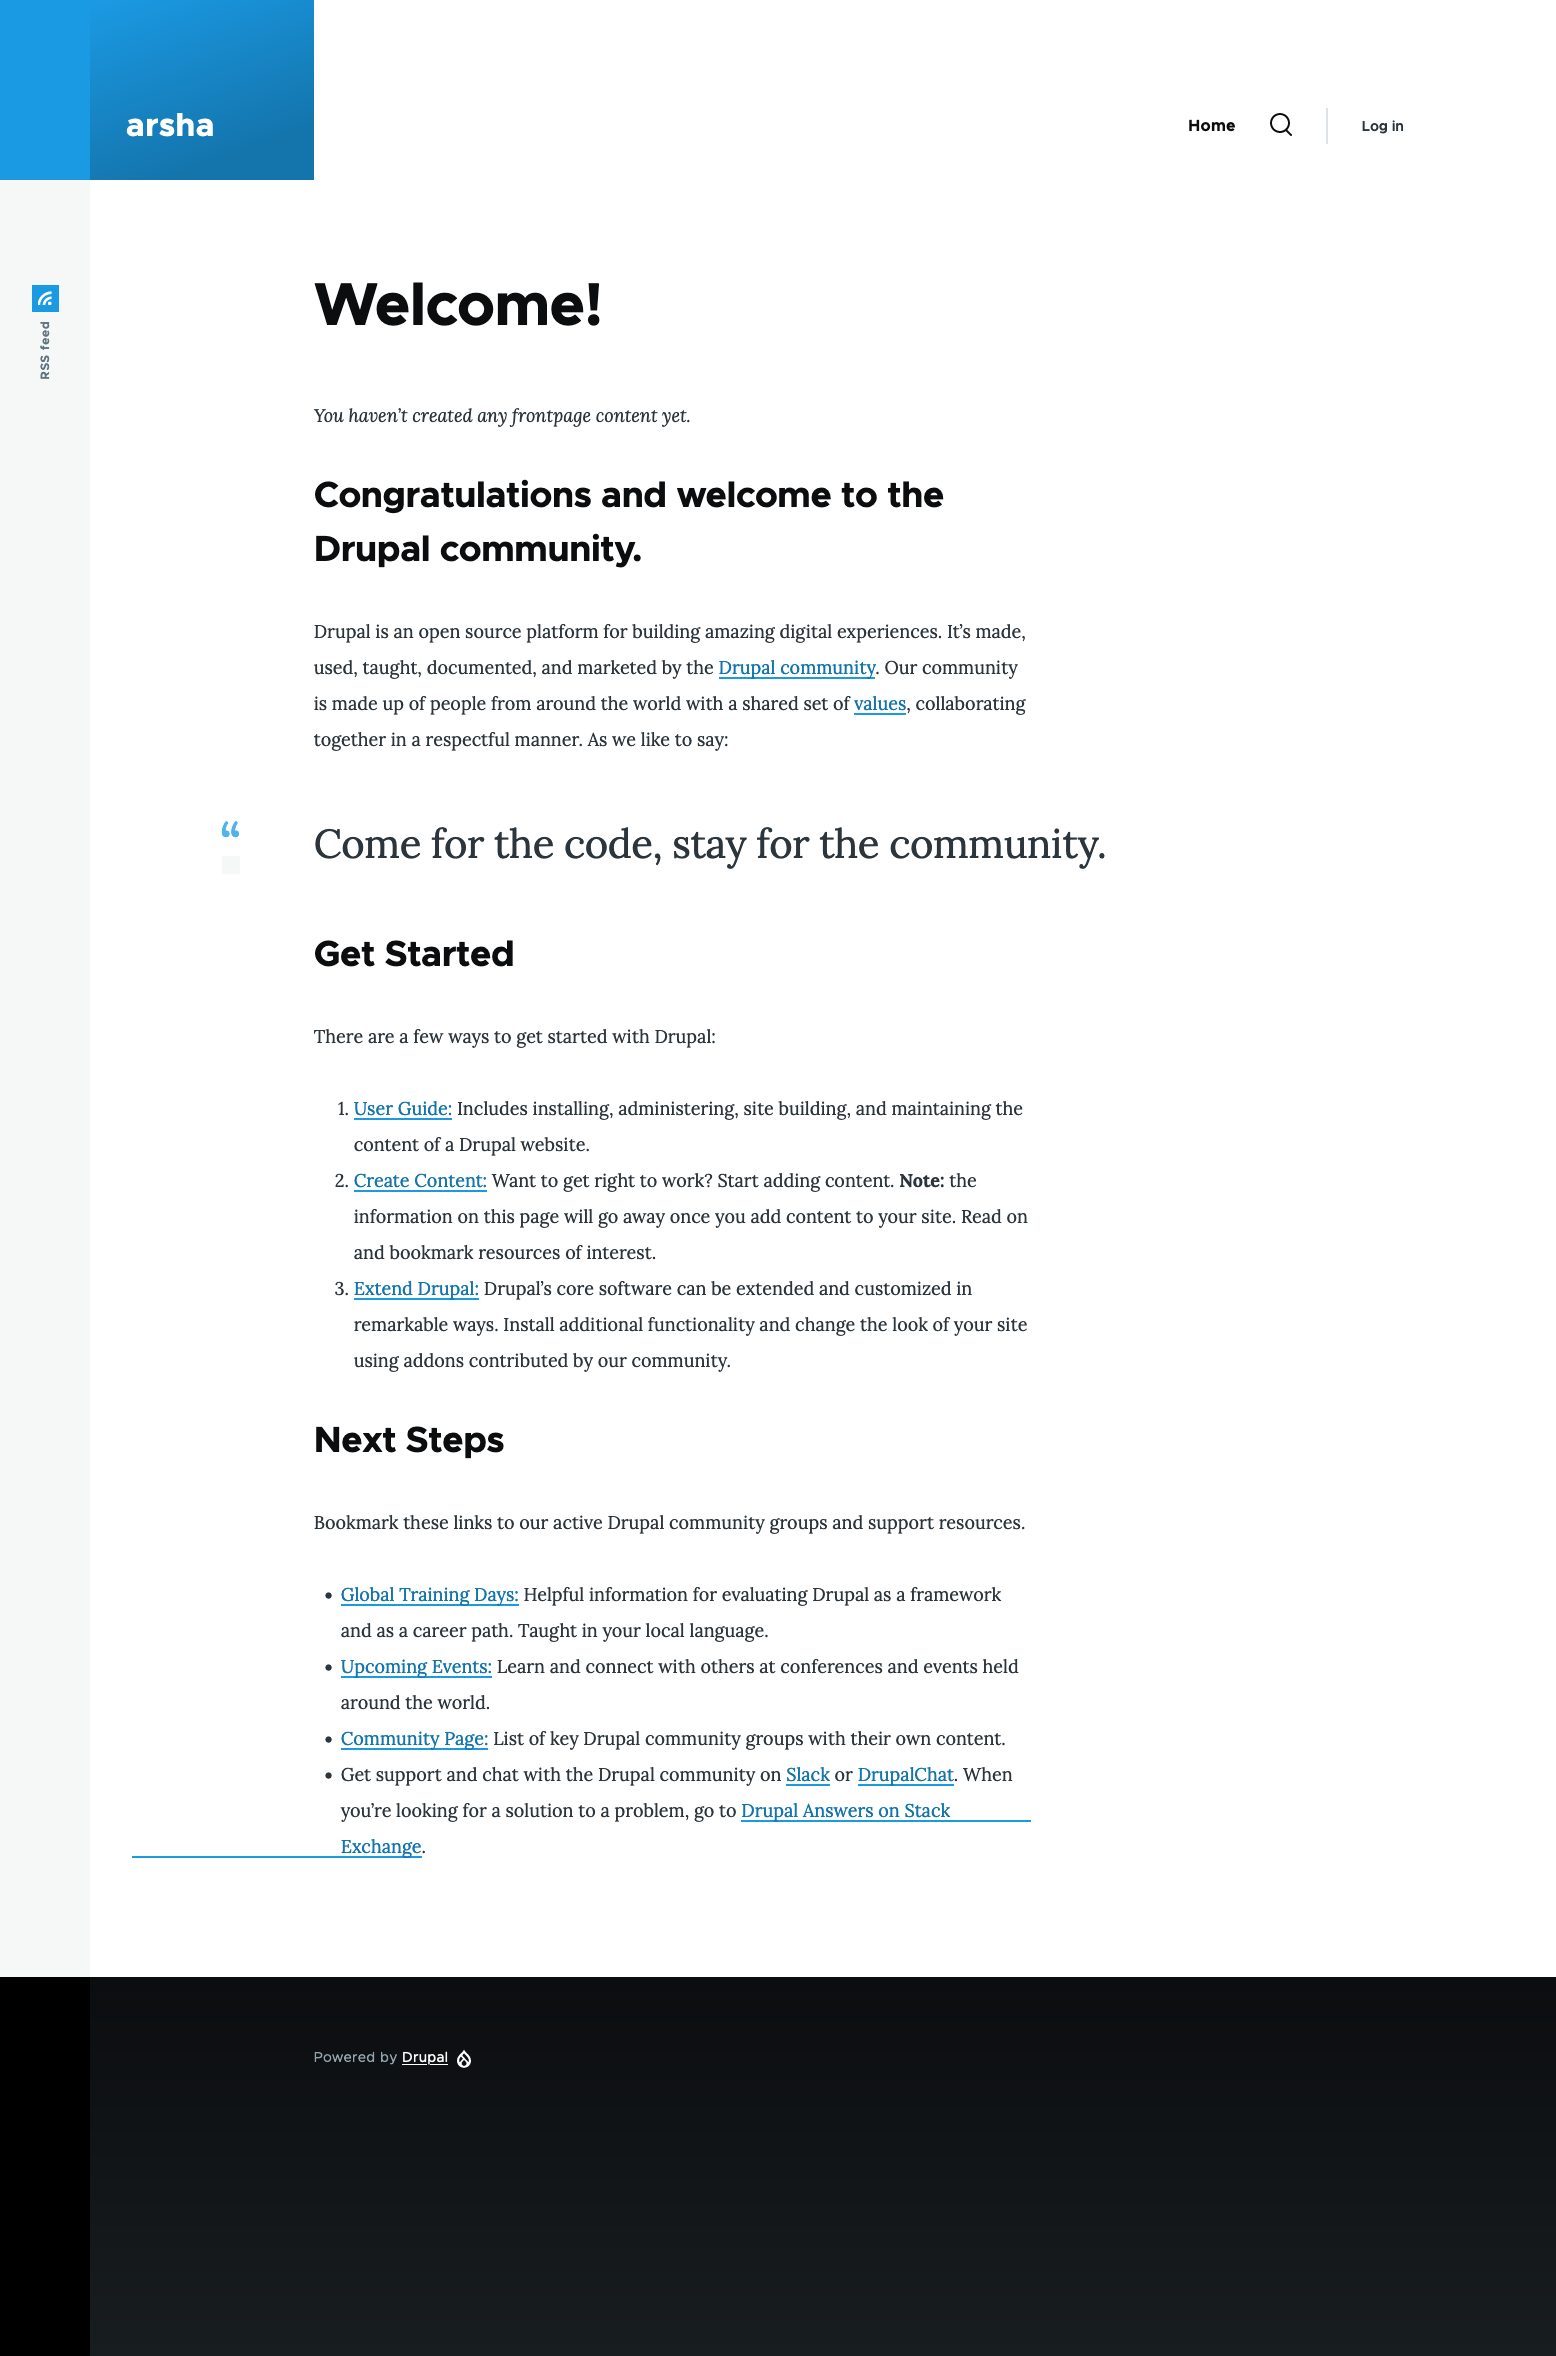 arsha
Home
Log in
RSS feed
Welcome!
You haven’t created any frontpage content yet.
Congratulations and welcome to the
Drupal community.
Drupal is an open source platform for building amazing digital experiences. It’s made,
used, taught, documented, and marketed by the Drupal community. Our community
is made up of people from around the world with a shared set of values, collaborating
together in a respectful manner. As we like to say:
“
Come for the code, stay for the community.
Get Started
There are a few ways to get started with Drupal:
1. User Guide: Includes installing, administering, site building, and maintaining the
content of a Drupal website.
2. Create Content: Want to get right to work? Start adding content. Note: the
information on this page will go away once you add content to your site. Read on
and bookmark resources of interest.
3. Extend Drupal: Drupal’s core software can be extended and customized in
remarkable ways. Install additional functionality and change the look of your site
using addons contributed by our community.
Next Steps
Bookmark these links to our active Drupal community groups and support resources.
• Global Training Days: Helpful information for evaluating Drupal as a framework
and as a career path. Taught in your local language.
• Upcoming Events: Learn and connect with others at conferences and events held
around the world.
• Community Page: List of key Drupal community groups with their own content.
• Get support and chat with the Drupal community on Slack or DrupalChat. When
you’re looking for a solution to a problem, go to Drupal Answers on Stack
Exchange.
Powered by Drupal